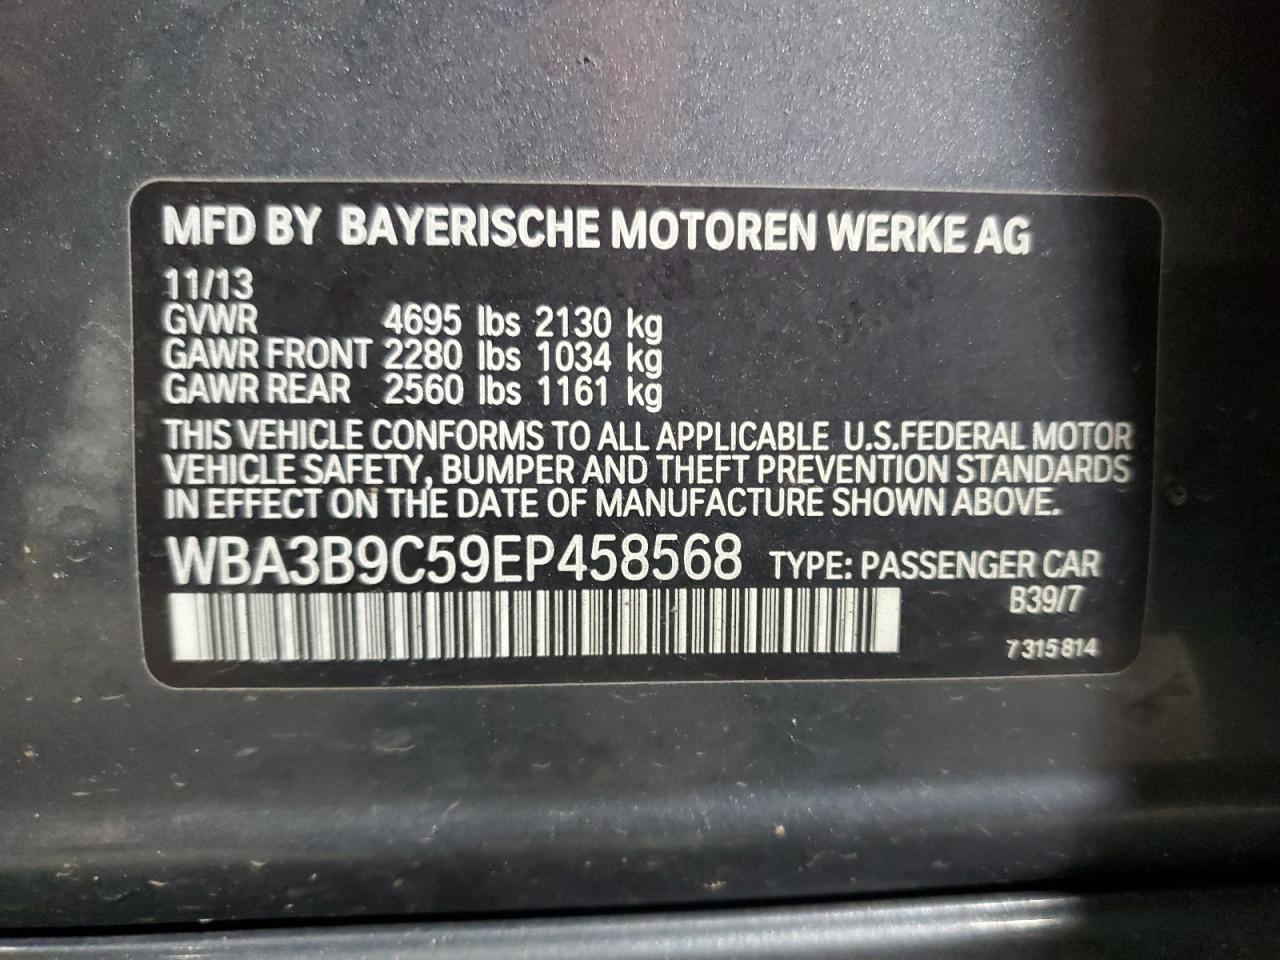 MFD BY BAYERISCHE MOTOREN WERKE AG
11/13
GVWR 4695 lbs 2130 kg
GAWR FRONT 2280 lbs 1034 kg
GAWR REAR 2560 lbs 1161 kg
THIS VEHICLE CONFORMS TO ALL APPLICABLE U.S.FEDERAL MOTOR
VEHICLE SAFETY, BUMPER AND THEFT PREVENTION STANDARDS
IN EFFECT ON THE DATE OF MANUFACTURE SHOWN ABOVE.
WBA3B9C59EP458568 TYPE: PASSENGER CAR
B39/7
7 315 814